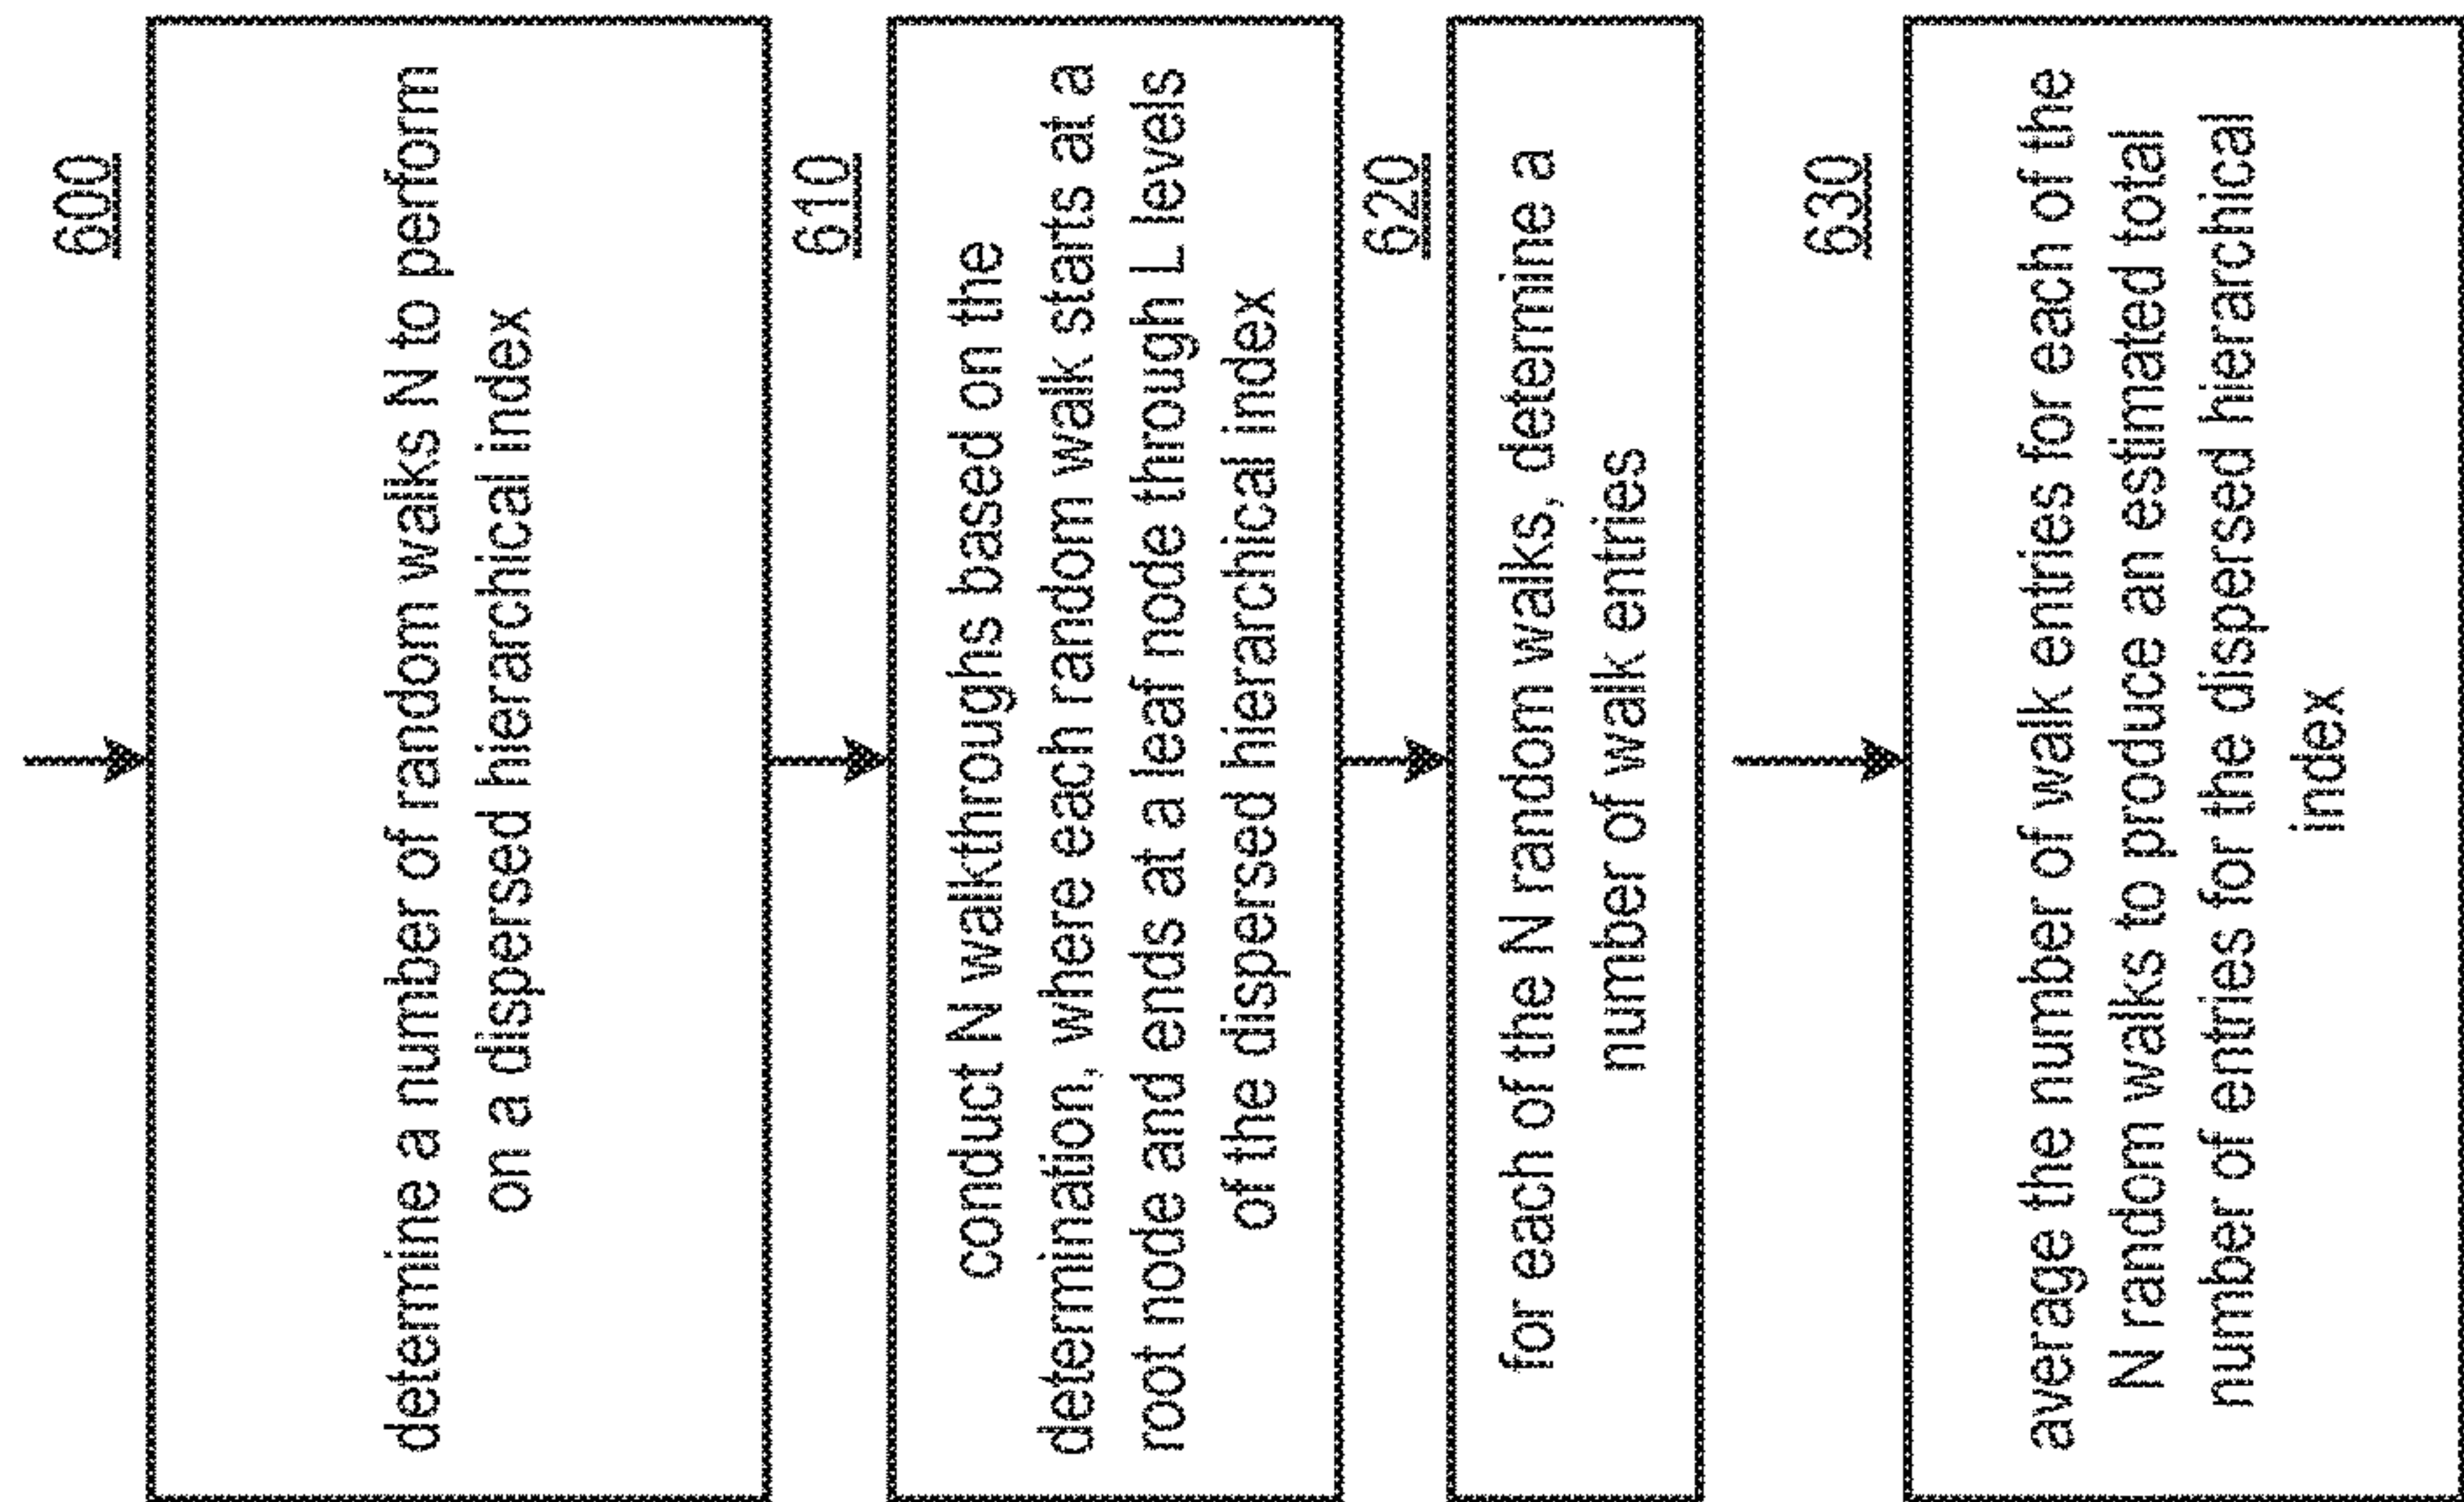 600
determine a number of random walks N to perform
on a dispersed hierarchical index
610
conduct N walkthroughs based on the
determination, where each random walk starts at a
root node and ends at a leaf node through L levels
of the dispersed hierarchical index
620
for each of the N random walks, determine a
number of walk entries
630
average the number of walk entries for each of the
N random walks to produce an estimated total
number of entries for the dispersed hierarchical
index